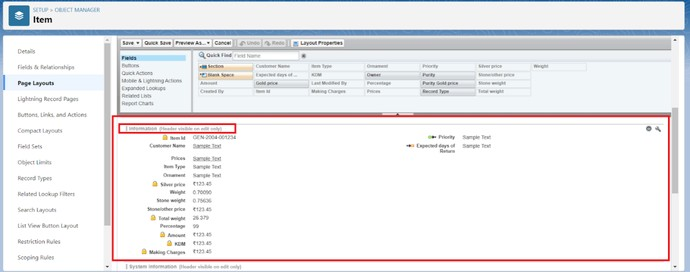 SETUP > OBJECT MANAGER
Item
Details
Fields & Relationships
Page Layouts
Lightning Record Pages
Buttons, Links, and Actions
Compact Layouts
Field Sets
Object Limits
Record Types
Related Lookup Filters
Search Layouts
List View Button Layout
Restriction Rules
Scoping Rules
Save Quick Save Preview As... Cancel Undo Redo Layout Properties
Fields
Buttons
Quick Actions
Mobile & Lightning Actions
Expanded Lookups
Related Lists
Report Charts
Quick Find Field Name
Section Customer Name Item Type Ornament Priority Silver price Weight
Blank Space Expected days of ... KDM Owner Purity Stone/other price
Amount Gold price Last Modified By Percentage Purity Gold price Stone weight
Created By Item Id Making Charges Prices Record Type Total weight
Information (Header visible on edit only)
Item Id GEN-2004-001234
Customer Name Sample Text
Prices Sample Text
Item Type Sample Text
Ornament Sample Text
Silver price ₹123.45
Weight
Stone weight
Stone/other price ₹123.45
Total weight
Percentage 99
Amount ₹123.45
KDM ₹123.45
Making Charges ₹123.45
Priority Sample Text
Expected days of Return Sample Text
System Information (Header visible on edit only)